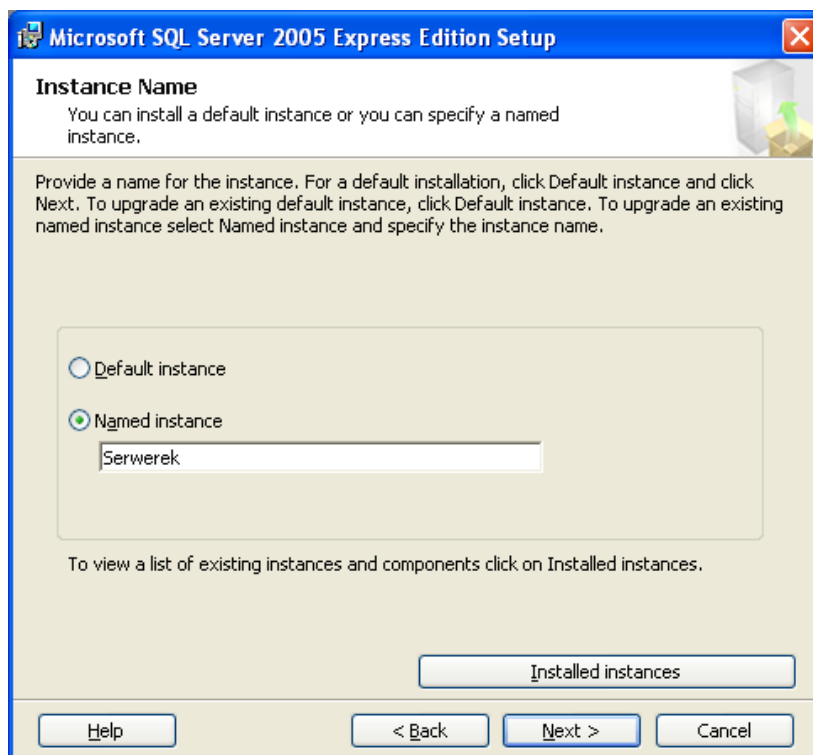 Microsoft SQL Server 2005 Express Edition Setup
Instance Name
You can install a default instance or you can specify a named
instance.
Provide a name for the instance. For a default installation, click Default instance and click
Next. To upgrade an existing default instance, click Default instance. To upgrade an existing
named instance select Named instance and specify the instance name.
Default instance
Named instance
Serwerek
To view a list of existing instances and components click on Installed instances.
Installed instances
Help
< Back
Next >
Cancel